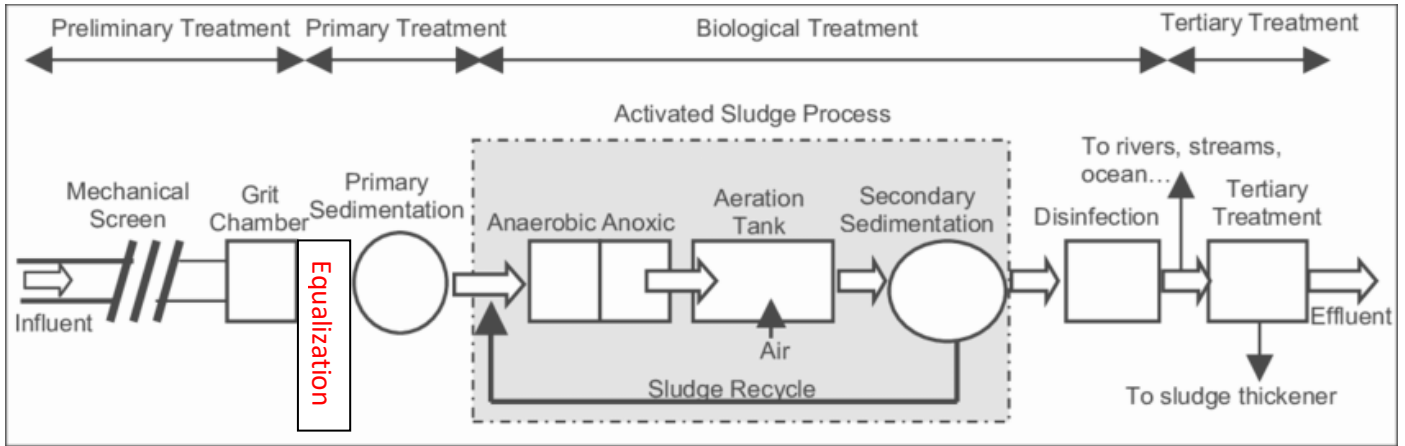 Preliminary Treatment
Primary Treatment
Biological Treatment
Tertiary Treatment
Activated Sludge Process
To rivers, streams,
ocean...
Mechanical
Screen
Grit
Chamber
Primary
Sedimentation
Anaerobic
Anoxic
Aeration
Tank
Secondary
Sedimentation
Disinfection
Tertiary
Treatment
Equalization
Influent
Air
Sludge Recycle
Effluent
To sludge thickener